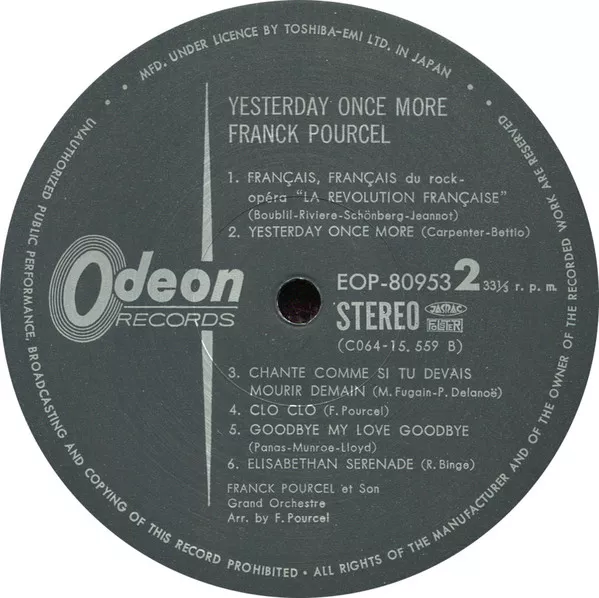 MFD. UNDER LICENCE BY TOSHIBA-EMI LTD. IN JAPAN
YESTERDAY ONCE MORE
FRANCK POURCEL
1. FRANÇAIS, FRANÇAIS du rock-
opéra "LA REVOLUTION FRANÇAISE"
(Boublil-Riviere-Schönberg-Jeannot)
2. YESTERDAY ONCE MORE (Carpenter-Bettio)
Odeon
RECORDS
EOP-80953 2 33⅓ r. p. m.
STEREO JASRAC
(C064-15. 559 B)
3. CHANTE COMME SI TU DEVAIS
MOURIR DEMAIN (M. Fugain-P. Delanoë)
4. CLO CLO (F. Pourcel)
5. GOODBYE MY LOVE GOODBYE
(Panas-Munroe-Lloyd)
6. ELISABETHAN SERENADE (R. Binge)
FRANCK POURCEL et Son
Grand Orchestre
Arr. by F. Pourcel
UNAUTHORIZED PUBLIC PERFORMANCE, BROADCASTING AND COPYING OF THIS RECORD PROHIBITED • ALL RIGHTS OF THE MANUFACTURER AND OF THE OWNER OF THE RECORDED WORK ARE RESERVED